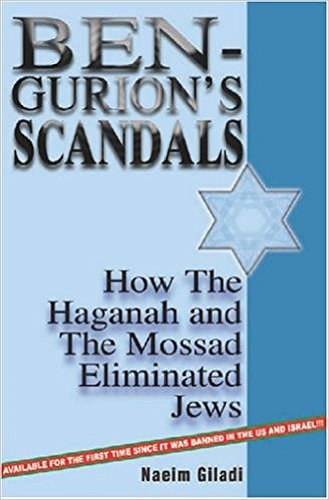 BEN-
GURION'S
SCANDALS
How The
Haganah and
The Mossad
Eliminated
Jews
AVAILABLE FOR THE FIRST TIME SINCE IT WAS BANNED IN THE US AND ISRAEL!!!
Naeim Giladi